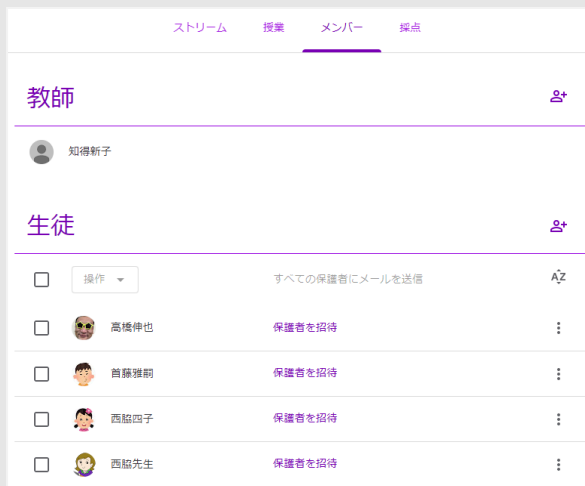 ストリーム 授業 メンバー 採点
教師
知得新子
生徒
操作 すべての保護者にメールを送信 AZ
高橋伸也 保護者を招待
首藤雅嗣 保護者を招待
西脇四子 保護者を招待
西脇先生 保護者を招待